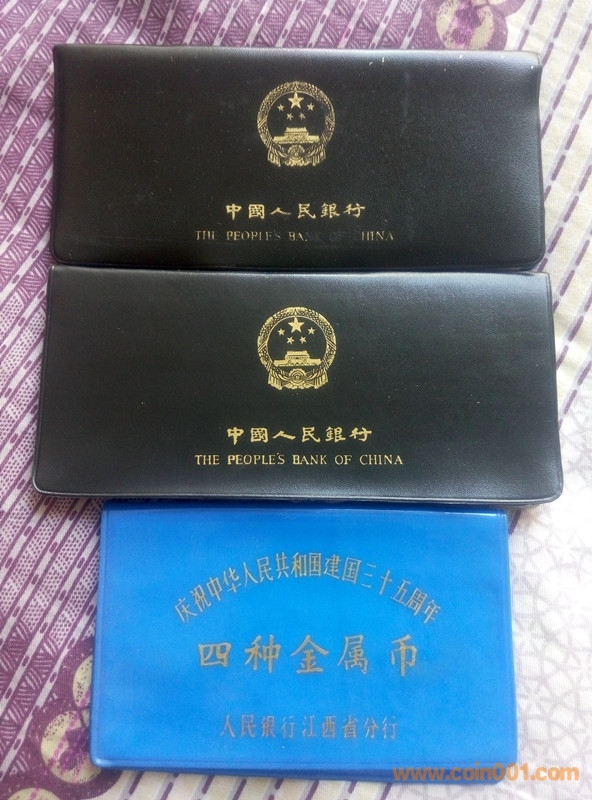 中國人民銀行
THE PEOPLE'S BANK OF CHINA
中國人民銀行
THE PEOPLE'S BANK OF CHINA
庆祝中华人民共和国建国三十五周年
四种金属币
人民银行江西省分行
www.coin001.com